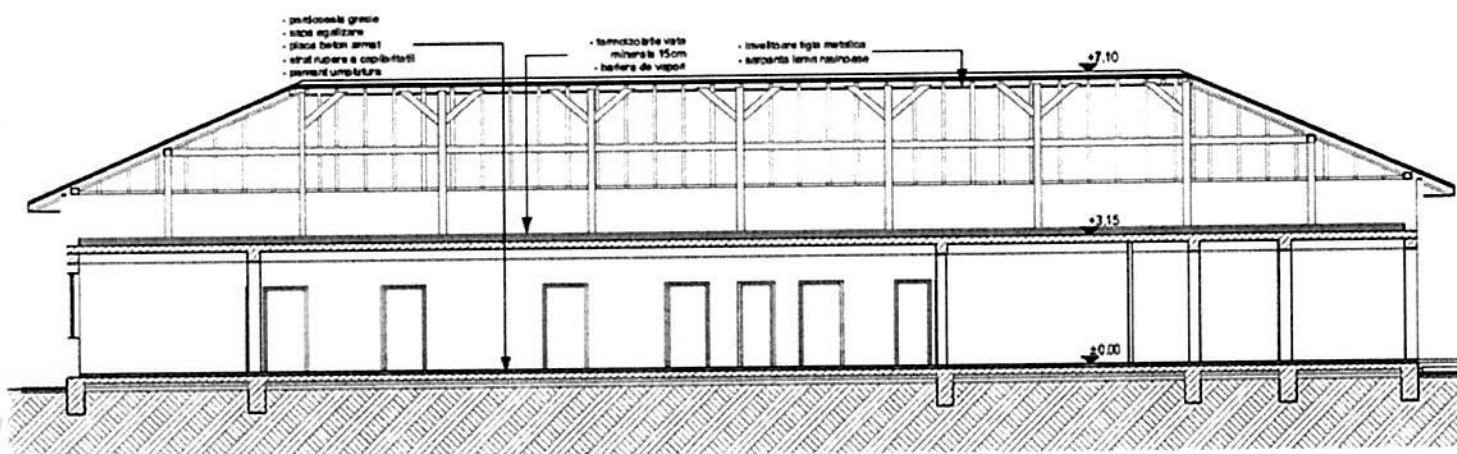 - pardoseala gresie
- sapa egalizare
- placa beton armat
- strat rupere a capilaritatii
- pamant umplutura
- termoizolatie vata
minerala 15cm
- bariera de vapori
- invelitoare tigla metalica
- sarpanta lemn rasinoase
+7.10
+3.15
±0.00